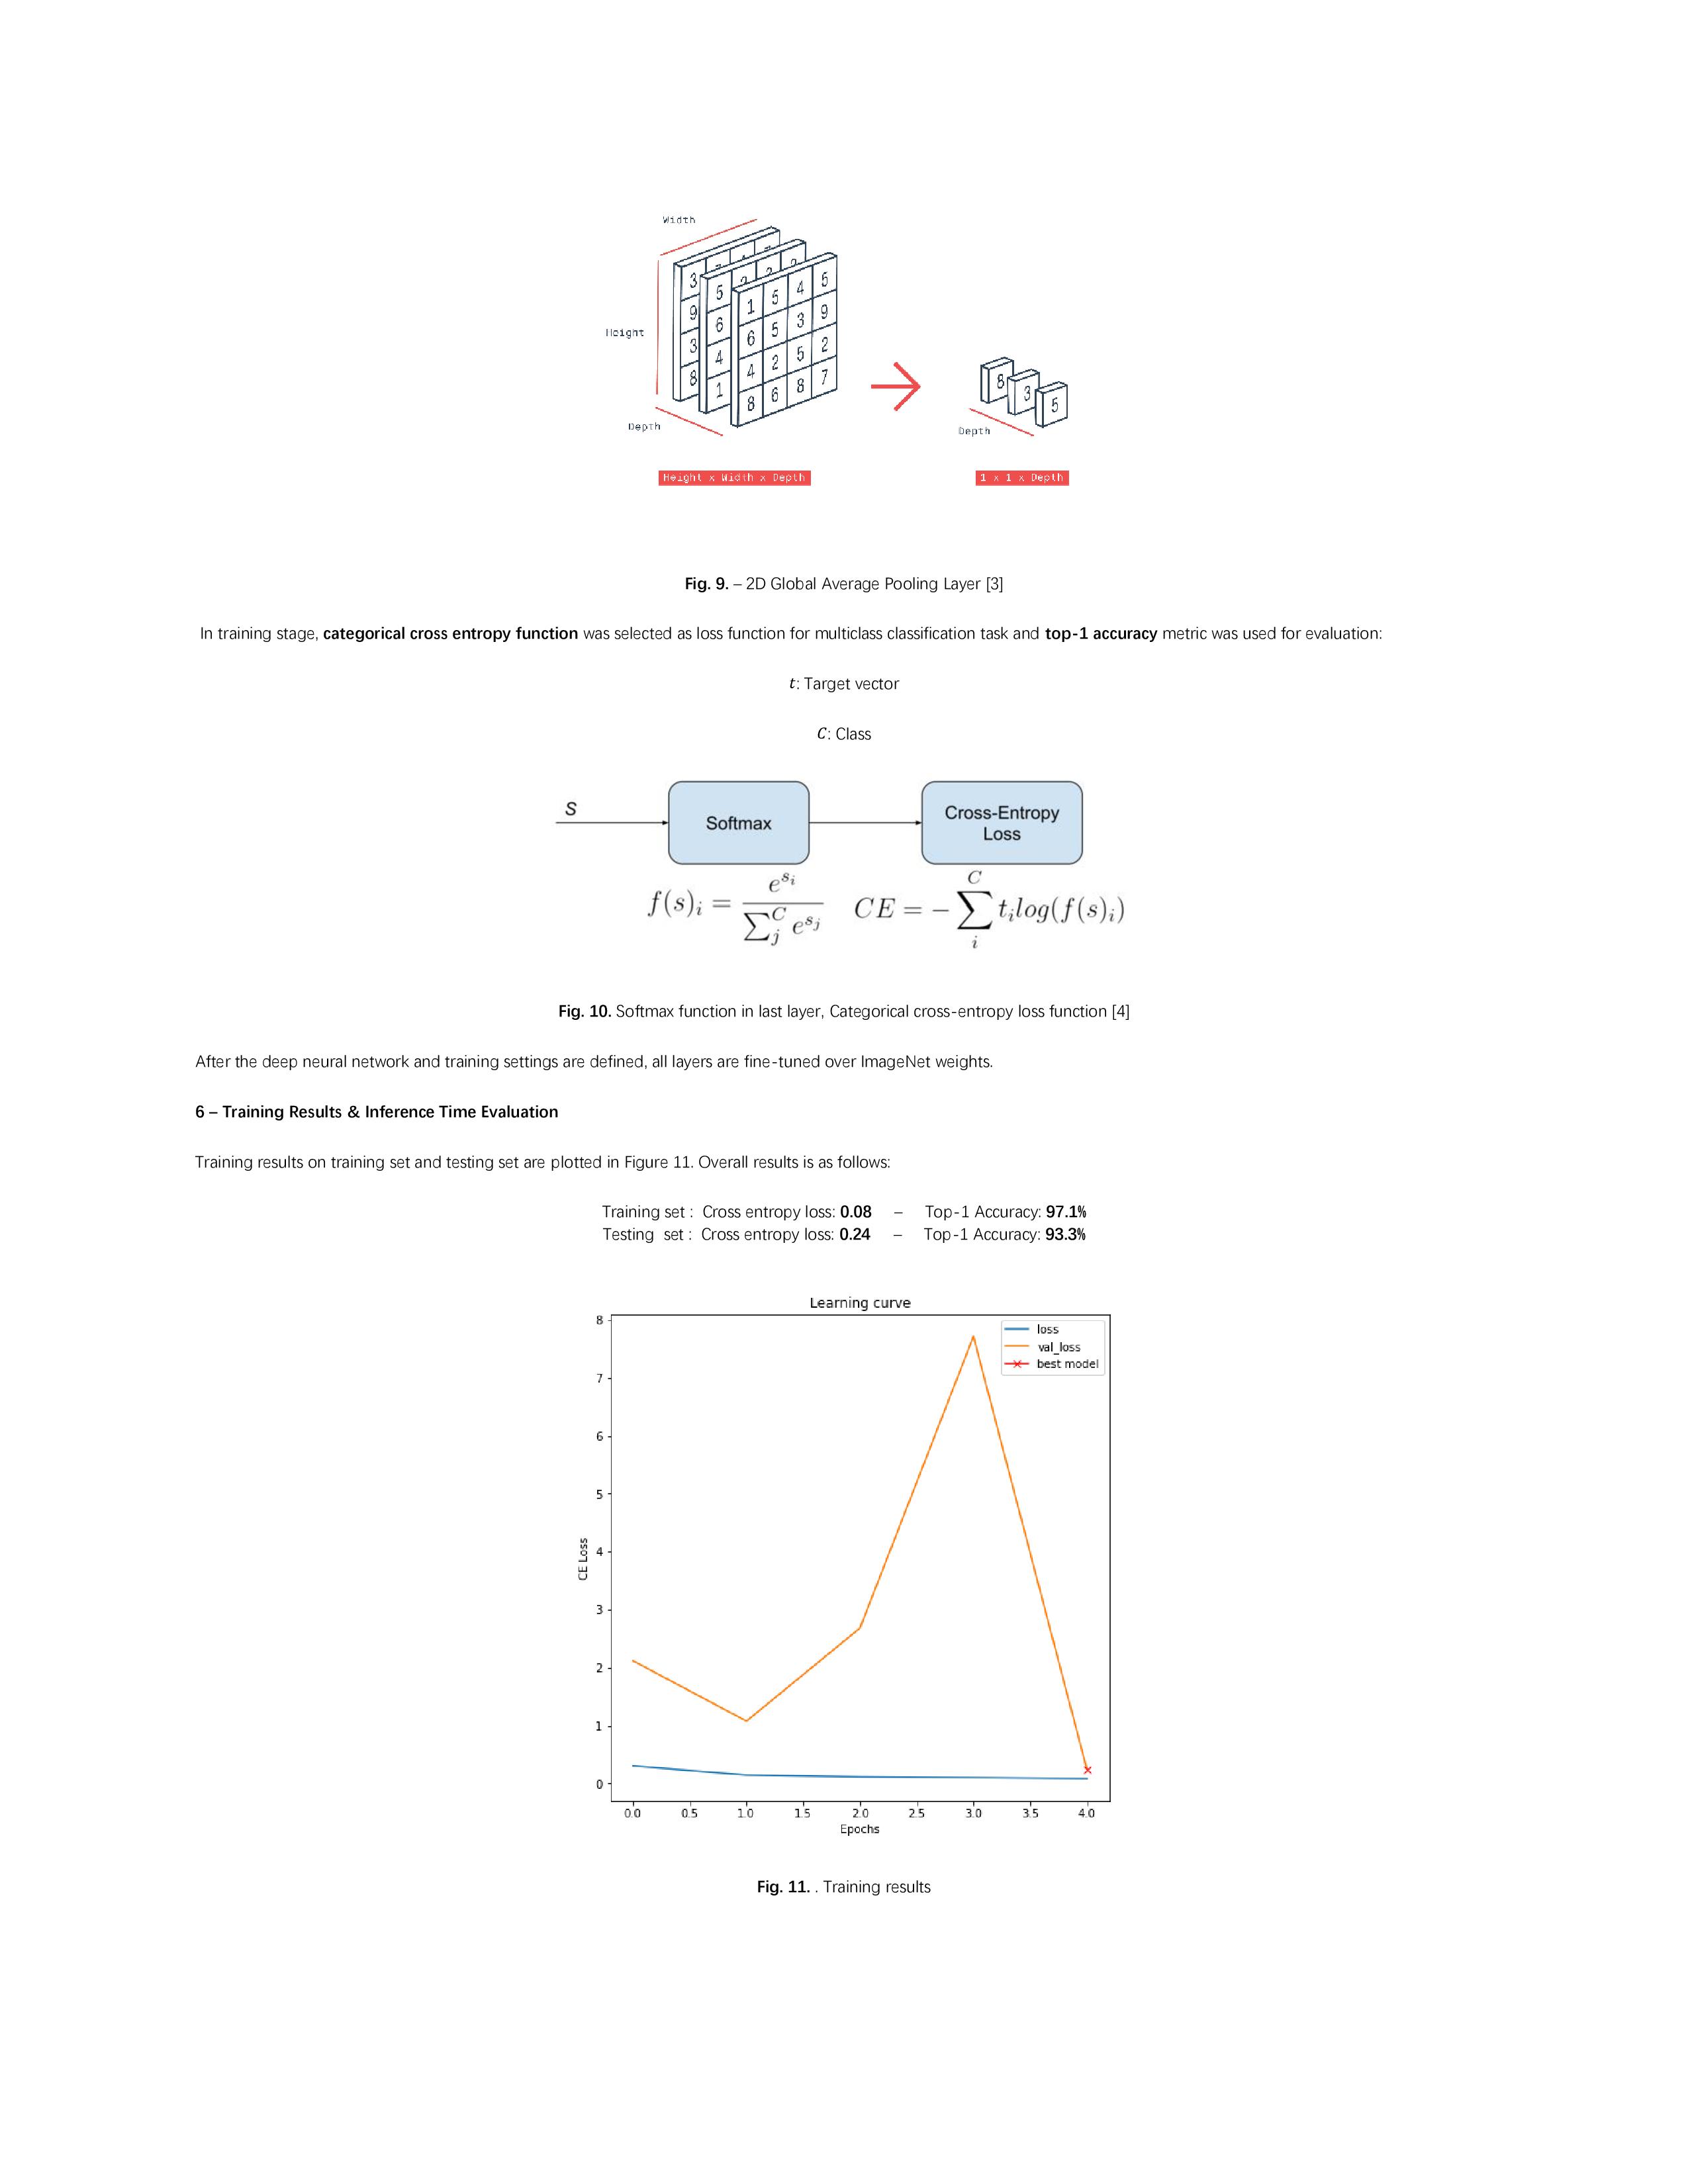 Width
3
5 2 3 2
1 5 4 5
9
6
6 5 3 9
Height
3
4
4 2 5 2
8
1
8 6 8 7
8
3
5
Depth
Depth
Height x Width x Depth
1 x 1 x Depth
Fig. 9. – 2D Global Average Pooling Layer [3]
In training stage, categorical cross entropy function was selected as loss function for multiclass classification task and top-1 accuracy metric was used for evaluation:
t: Target vector
C: Class
S
Softmax
Cross-Entropy
Loss
f(s)_i = \frac{e^{s_i}}{\sum_j^C e^{s_j}} CE = -\sum_i^C t_i log(f(s)_i)
Fig. 10. Softmax function in last layer, Categorical cross-entropy loss function [4]
After the deep neural network and training settings are defined, all layers are fine-tuned over ImageNet weights.
6 – Training Results & Inference Time Evaluation
Training results on training set and testing set are plotted in Figure 11. Overall results is as follows:
Training set : Cross entropy loss: 0.08 – Top-1 Accuracy: 97.1%
Testing set : Cross entropy loss: 0.24 – Top-1 Accuracy: 93.3%
Learning curve
loss
val_loss
best model
8
7
6
5
4
3
2
1
0
CE Loss
0.0 0.5 1.0 1.5 2.0 2.5 3.0 3.5 4.0
Epochs
Fig. 11. . Training results